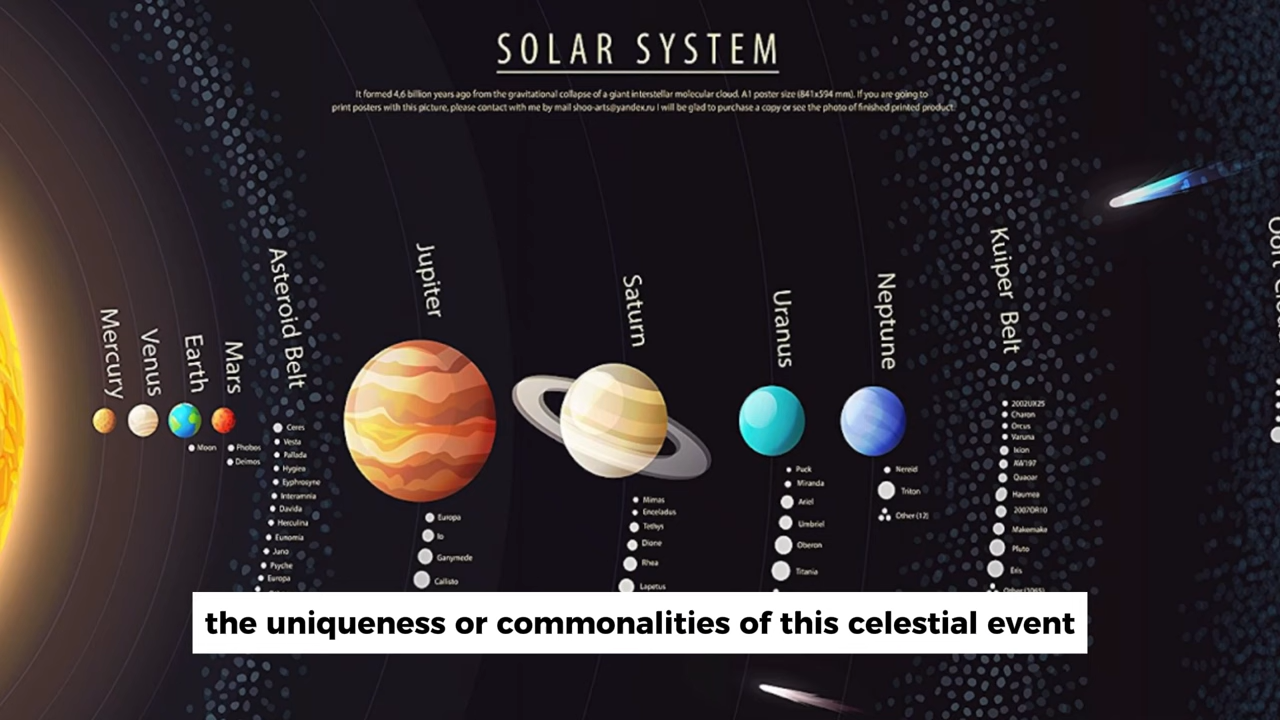 SOLAR SYSTEM
It formed 4,6 billion years ago from the gravitational collapse of a giant interstellar molecular cloud. A1 poster size (841x594 mm). If you are going to
print posters with this picture, please contact with me by mail shoo-arts@yandex.ru I will be glad to purchase a copy or see the photo of finished printed product.
Mercury
Venus
Earth
Moon
Mars
Phobos
Deimos
Asteroid Belt
Ceres
Vesta
Pallada
Hygiea
Eyphrosyne
Interamnia
Davida
Herculina
Eunomia
Juno
Psyche
Europa
Jupiter
Europa
Io
Ganymede
Callisto
Saturn
Mimas
Enceladus
Tethys
Dione
Rhea
Lapetus
Uranus
Puck
Miranda
Ariel
Umbriel
Oberon
Titania
Neptune
Nereid
Triton
Other (12)
Kuiper Belt
2002UX25
Charon
Orcus
Varuna
Ixion
AW197
Quaoar
Haumea
2007OR10
Makemake
Pluto
Eris
the uniqueness or commonalities of this celestial event